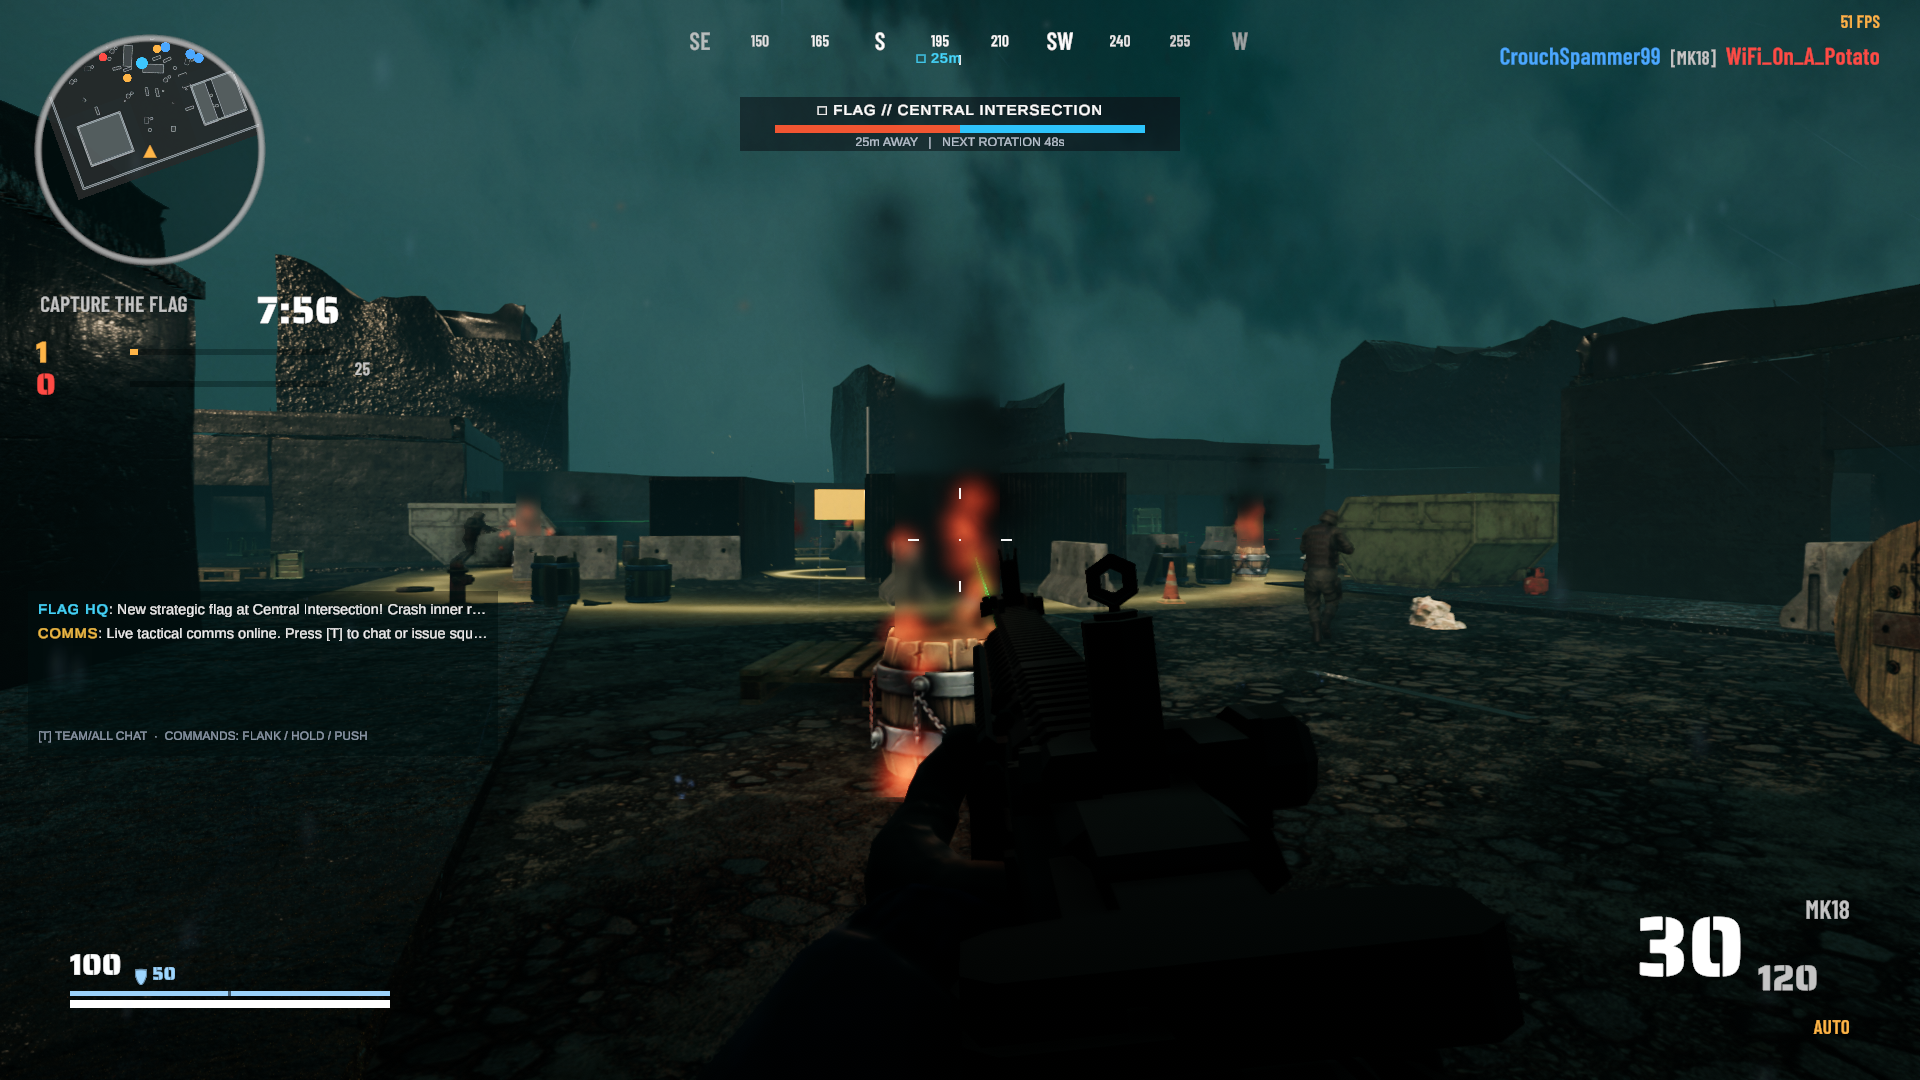 51 FPS
SE 150 165 S 195 210 SW 240 255 W
25m
CrouchSpammer99 [MK18] WiFi_On_A_Potato
FLAG // CENTRAL INTERSECTION
25m AWAY | NEXT ROTATION 48s
CAPTURE THE FLAG 7:56
1
25
0
FLAG HQ: New strategic flag at Central Intersection! Crash inner r...
COMMS: Live tactical comms online. Press [T] to chat or issue squ...
[T] TEAM/ALL CHAT · COMMANDS: FLANK / HOLD / PUSH
100 50
MK18
30 120
AUTO